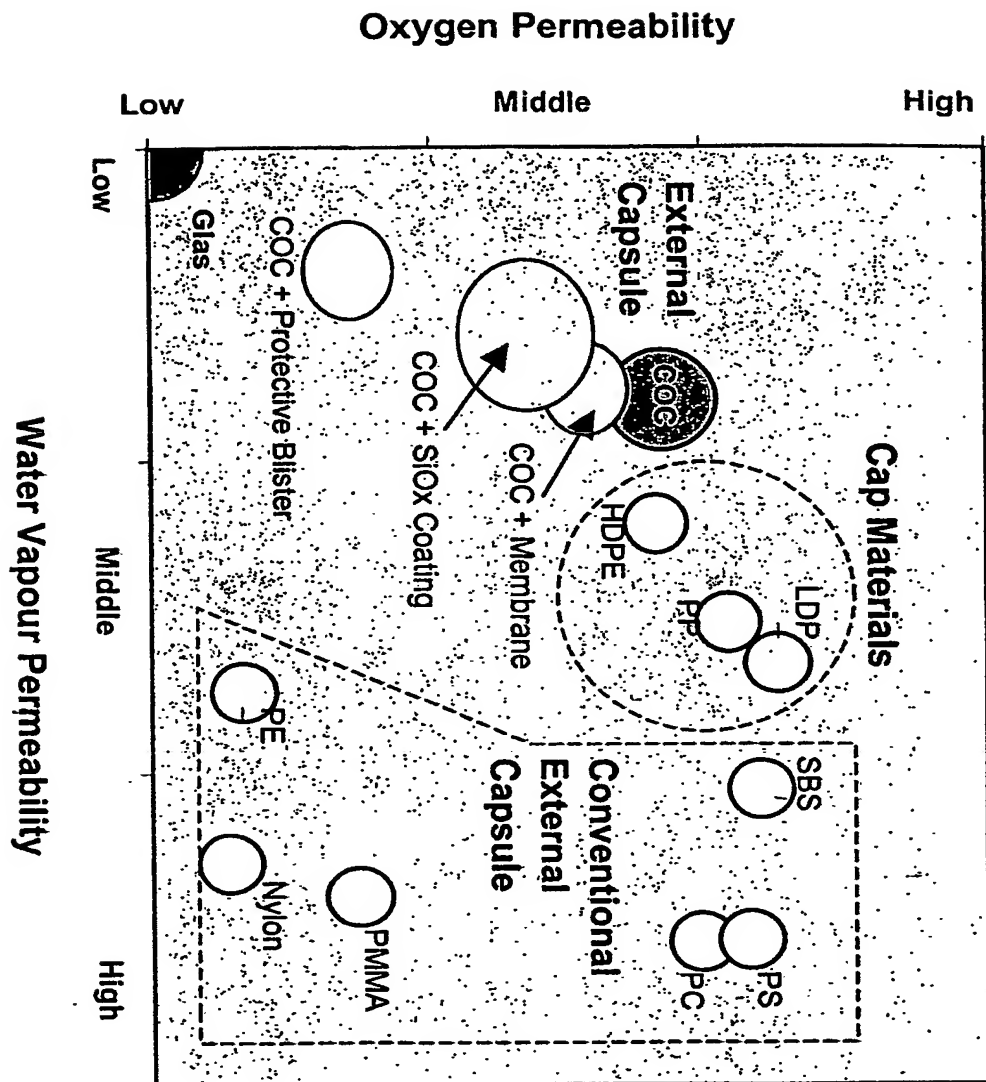 Oxygen Permeability
Low
Middle
High
Low
Middle
High
Water Vapour Permeability
Glas
COC + Protective Blister
External
Capsule
COC
COC + SiOx Coating
COC + Membrane
Cap Materials
HDPE
PP
LDP
PE
Conventional
External
Capsule
SBS
Nylon
PMMA
PC
PS